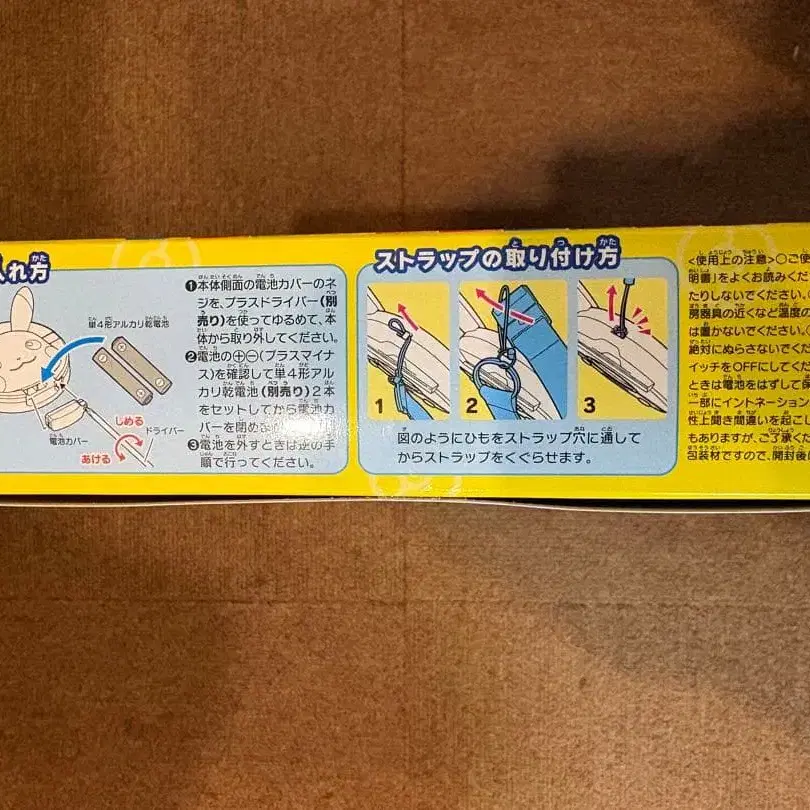 入れ方
単4形アルカリ乾電池
電池カバー
しめる
あける
ドライバー
❶本体側面の電池カバーのネ
ジを、プラスドライバー(別
売り)を使ってゆるめて、本
体から取り外してください。
❷電池の⊕⊖(プラスマイナ
ス)を確認して単4形アル
カリ乾電池(別売り)2本
をセットしてから電池カ
バーを閉め
❸電池を外すときは逆の手
順で行ってください。
ストラップの取り付け方
1
2
3
図のようにひもをストラップ穴に通して
からストラップをくぐらせます。
<使用上の注意>○ご使
明書」をよくお読みくだ
たりしないでください。
房器具の近くなど温度の
は置かないでください。
絶対にぬらさないでくだ
イッチをOFFにしてくだ
ときは電池をはずして保
一部にイントネーション
性上聞き間違いを起こし
もありますが、ご了承くだ
包装材ですので、開封後